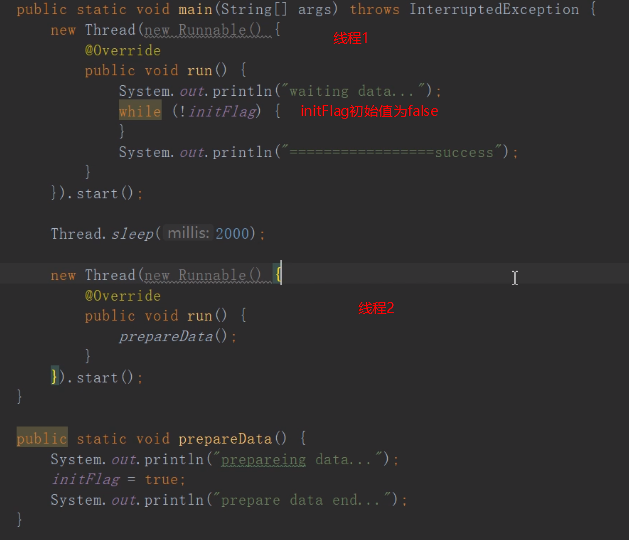 public static void main(String[] args) throws InterruptedException {
new Thread(new Runnable() {
线程1
@Override
public void run() {
System.out.println("waiting data...");
while (!initFlag) {
initFlag初始值为false
}
System.out.println("==================success");
}
}).start();
Thread.sleep( millis: 2000);
new Thread(new Runnable() {
@Override
线程2
public void run() {
prepareData();
}
}).start();
}
public static void prepareData() {
System.out.println("prepareing data...");
initFlag = true;
System.out.println("prepare data end...");
}